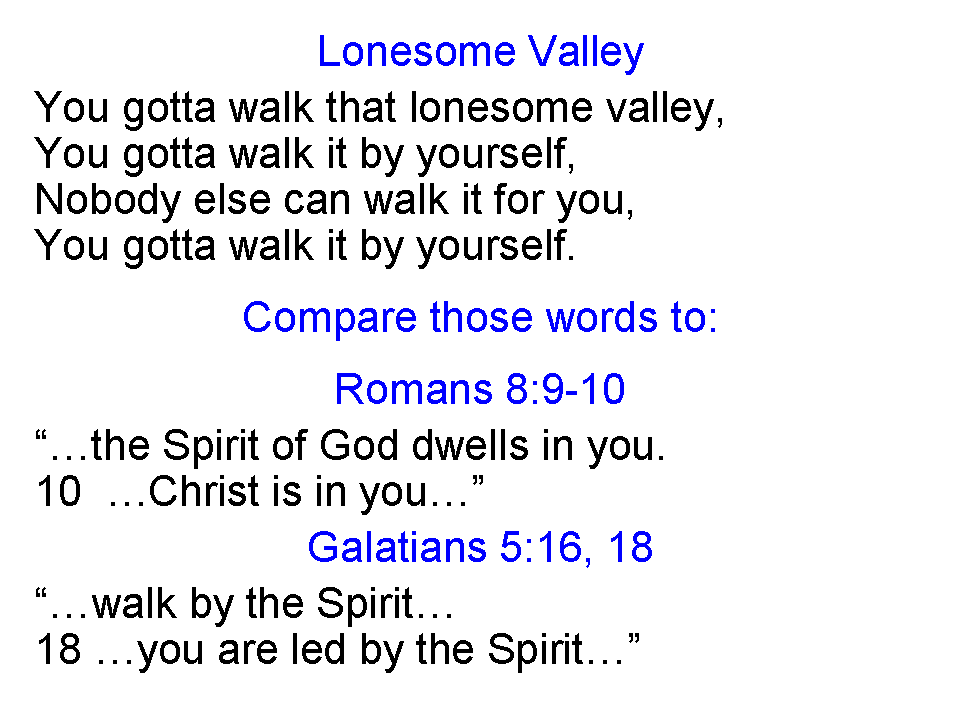 Lonesome Valley
You gotta walk that lonesome valley,
You gotta walk it by yourself,
Nobody else can walk it for you,
You gotta walk it by yourself.
Compare those words to:
Romans 8:9-10
“…the Spirit of God dwells in you.
10  …Christ is in you…”
Galatians 5:16, 18
“…walk by the Spirit…
18 …you are led by the Spirit…”